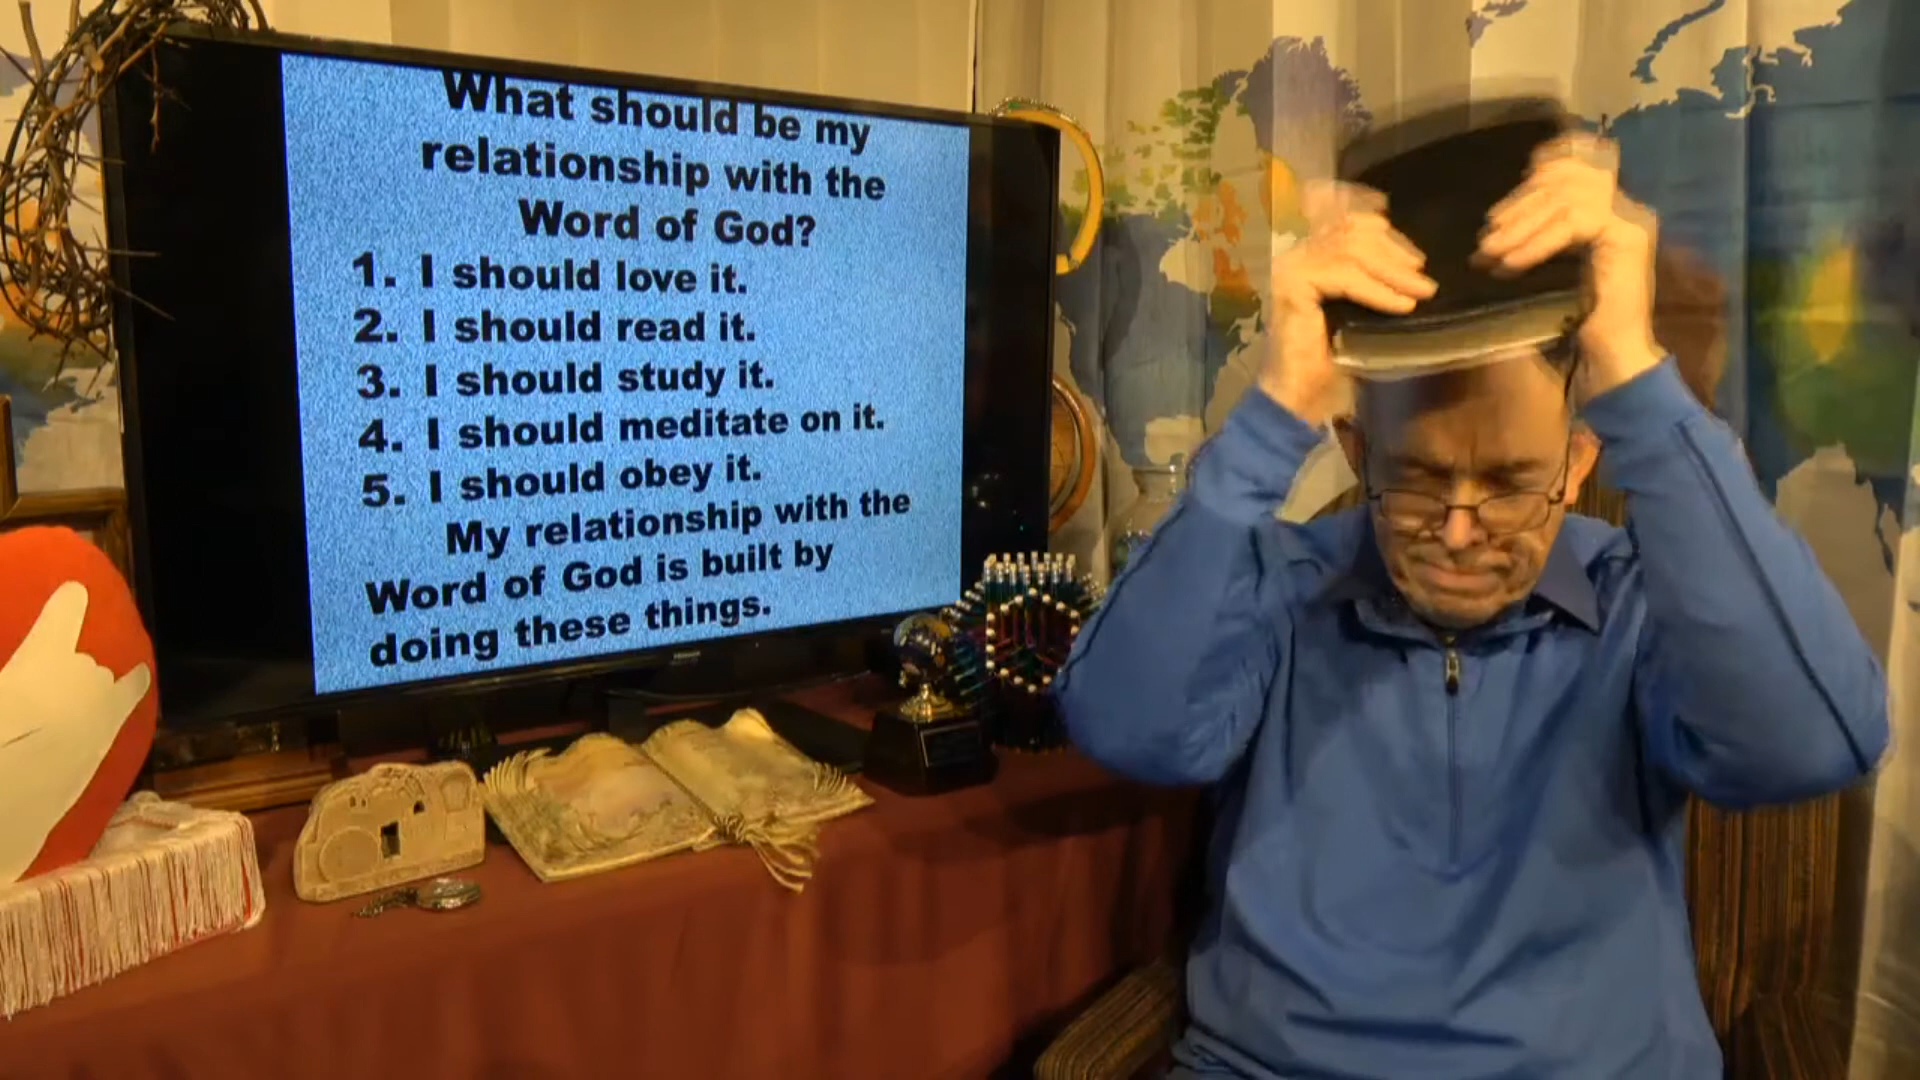 What should be my
relationship with the
Word of God?
1. I should love it.
2. I should read it.
3. I should study it.
4. I should meditate on it.
5. I should obey it.
My relationship with the
Word of God is built by
doing these things.